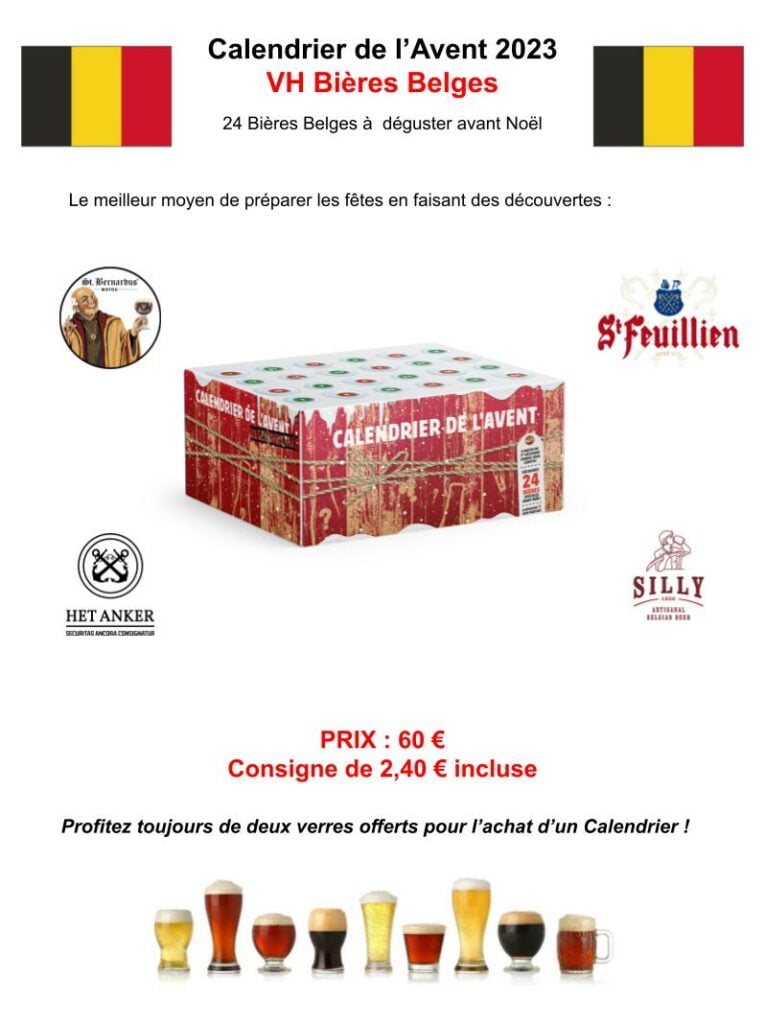 Calendrier de l’Avent 2023
VH Bières Belges
24 Bières Belges à  déguster avant Noël
Le meilleur moyen de préparer les fêtes en faisant des découvertes :
St. Bernardus
WATOU
St Feuillien
CALENDRIER DE L'AVENT
CALENDRIER DE L'AVENT
24
BIÈRES
HET ANKER
SECURITAS ANCORA CONSIGNATUR
SILLY
1850
ARTISANAL
BELGIAN BEER
PRIX : 60 €
Consigne de 2,40 € incluse
Profitez toujours de deux verres offerts pour l’achat d’un Calendrier !